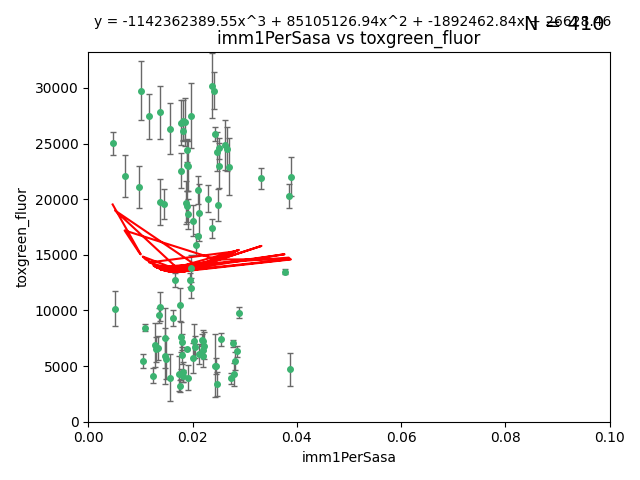 y = -1142362389.55x^3 + 85105126.94x^2 + -1892462.84x + 26628.46
N = 410
imm1PerSasa vs toxgreen_fluor
30000
25000
20000
15000
10000
5000
0
toxgreen_fluor
0.00 0.02 0.04 0.06 0.08 0.10
imm1PerSasa